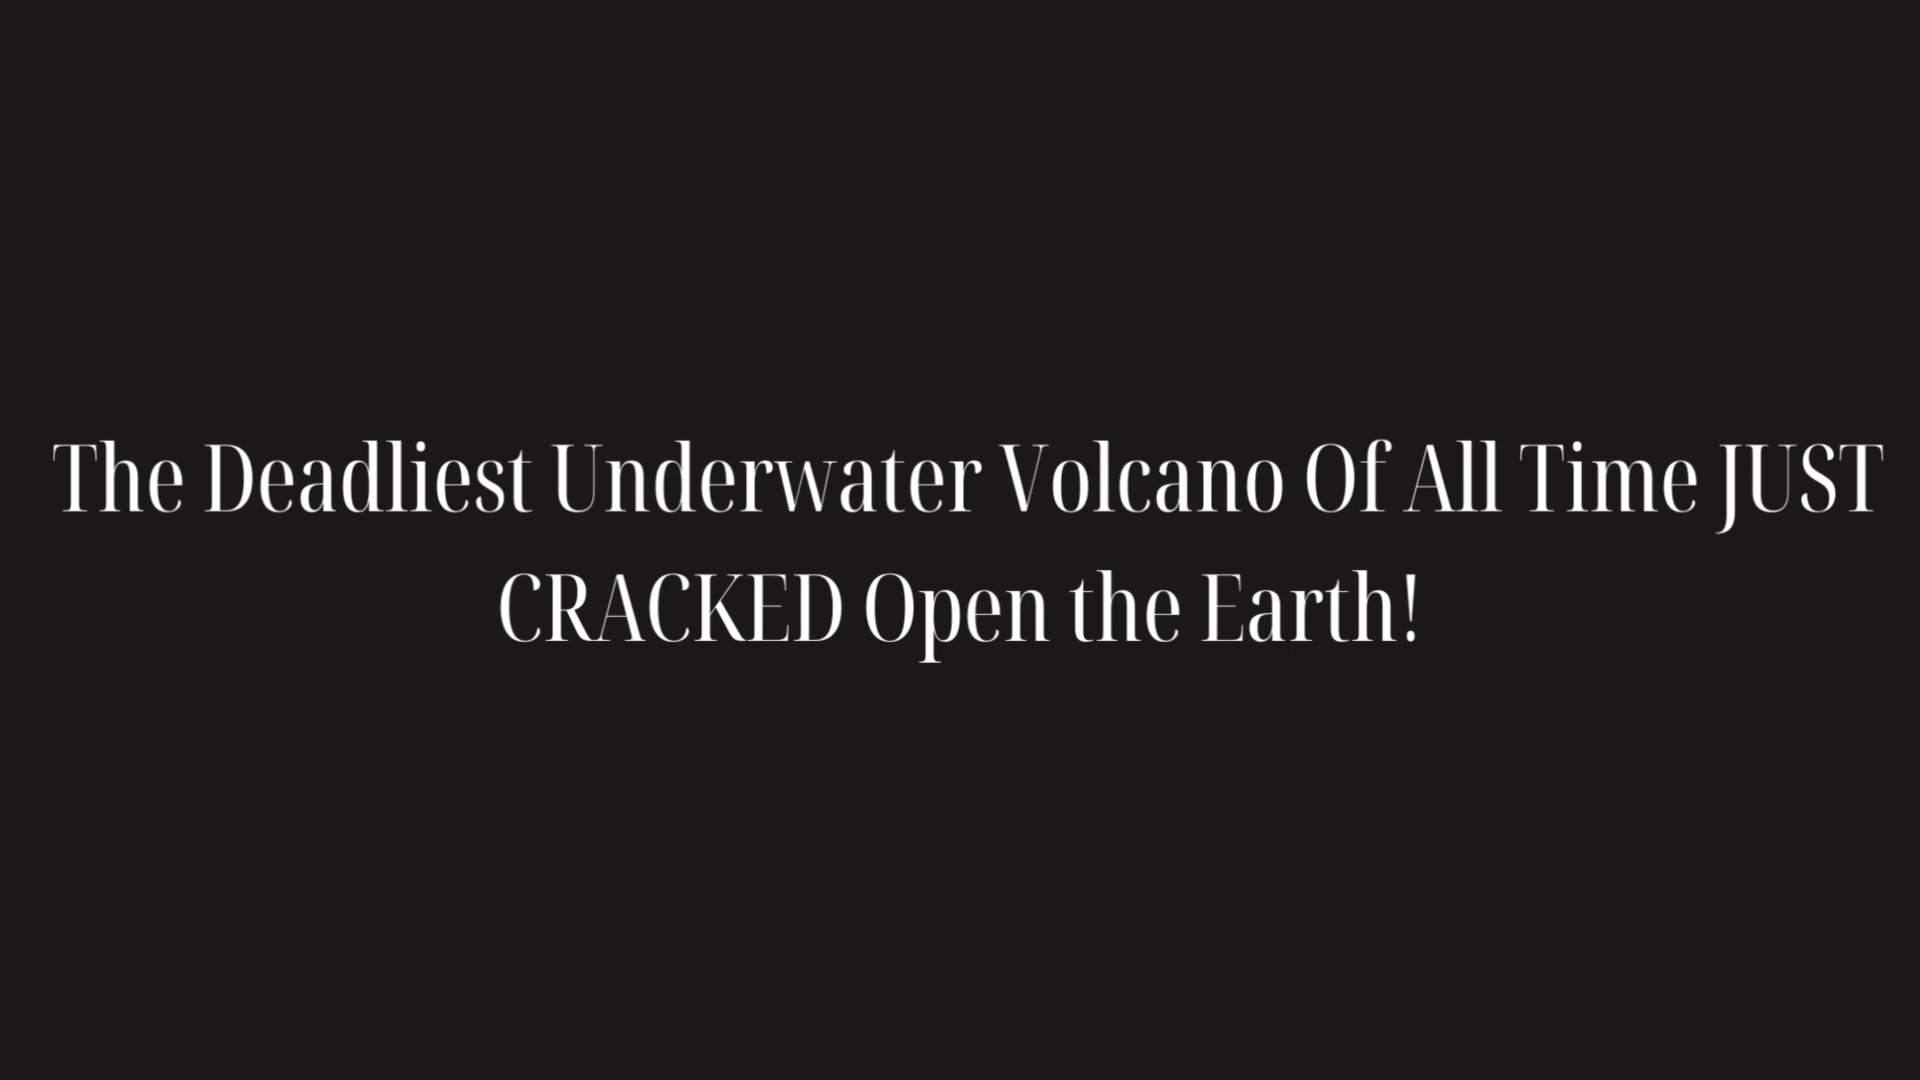 The Deadliest Underwater Volcano Of All Time JUST
CRACKED Open the Earth!